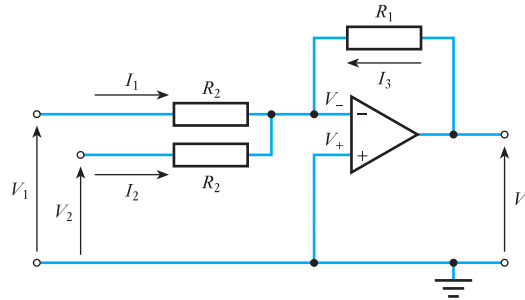 R₁
I₁
R₂
I₃
V₋
−
V₊
+
R₂
I₂
V₁
V₂
V